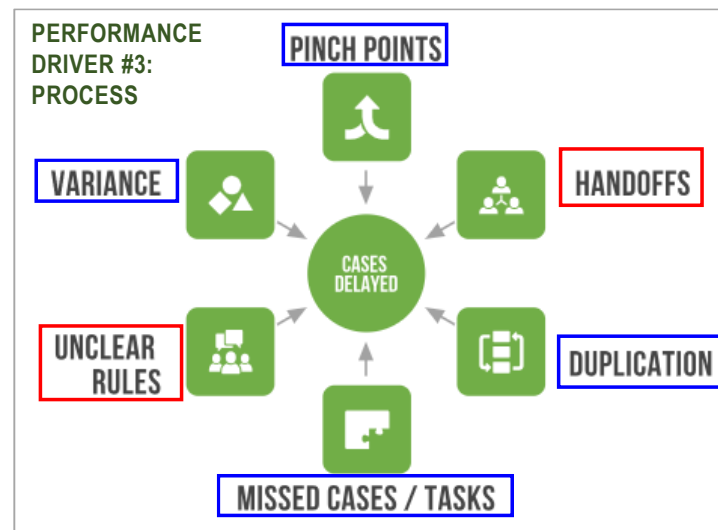 PERFORMANCE
DRIVER #3:
PROCESS
PINCH POINTS
VARIANCE
HANDOFFS
CASES
DELAYED
UNCLEAR
RULES
DUPLICATION
MISSED CASES / TASKS